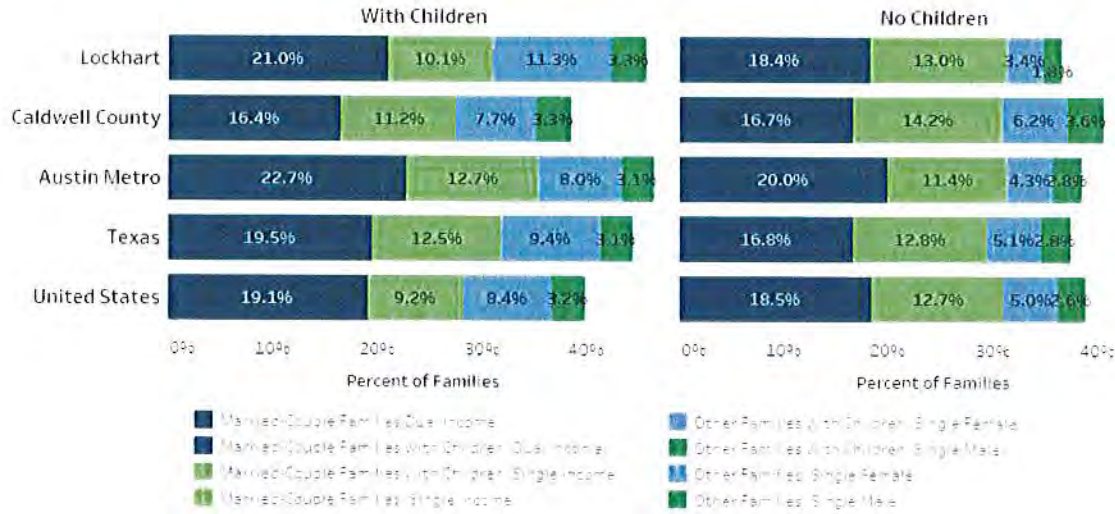 With Children
No Children
Lockhart
21.0% 10.1% 11.3% 3.3%
18.4% 13.0% 3.4% 1.8%
Caldwell County
16.4% 11.2% 7.7% 3.3%
16.7% 14.2% 6.2% 3.6%
Austin Metro
22.7% 12.7% 8.0% 3.1%
20.0% 11.4% 4.3% 2.8%
Texas
19.5% 12.5% 9.4% 3.1%
16.8% 12.8% 5.1% 2.8%
United States
19.1% 9.2% 8.4% 3.2%
18.5% 12.7% 5.0% 2.6%
0% 10% 20% 30% 40%
0% 10% 20% 30% 40%
Percent of Families
Percent of Families
Married-Couple Families Dual Income
Married-Couple Families with Children, Dual Income
Married-Couple Families with Children, Single Income
Married-Couple Families, Single Income
Other Families with Children, Single Female
Other Families with Children, Single Male
Other Families, Single Female
Other Families, Single Male